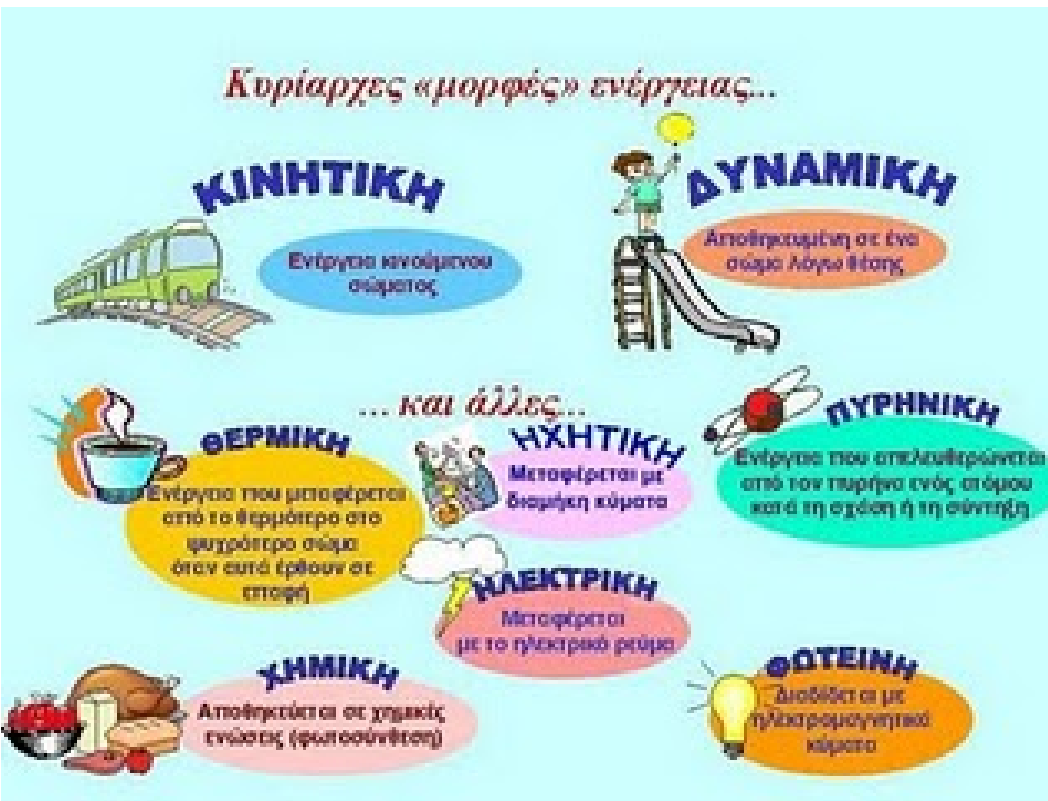 Κυρίαρχες «μορφές» ενέργειας...
ΚΙΝΗΤΙΚΗ
Ενέργεια κινούμενου
σώματος
ΔΥΝΑΜΙΚΗ
Αποθηκευμένη σε ένα
σώμα λόγω θέσης
... και άλλες...
ΘΕΡΜΙΚΗ
Ενέργεια που μεταφέρεται
από το θερμότερο στο
ψυχρότερο σώμα
όταν αυτά έρθουν σε
επαφή
ΗΧΗΤΙΚΗ
Μεταφέρεται με
διαμήκη κύματα
ΠΥΡΗΝΙΚΗ
Ενέργεια που απελευθερώνεται
από τον πυρήνα ενός ατόμου
κατά τη σχάση ή τη σύντηξη
ΗΛΕΚΤΡΙΚΗ
Μεταφέρεται
με το ηλεκτρικό ρεύμα
ΧΗΜΙΚΗ
Αποθηκεύεται σε χημικές
ενώσεις (φωτοσύνθεση)
ΦΩΤΕΙΝΗ
Διαδίδεται με
ηλεκτρομαγνητικά
κύματα